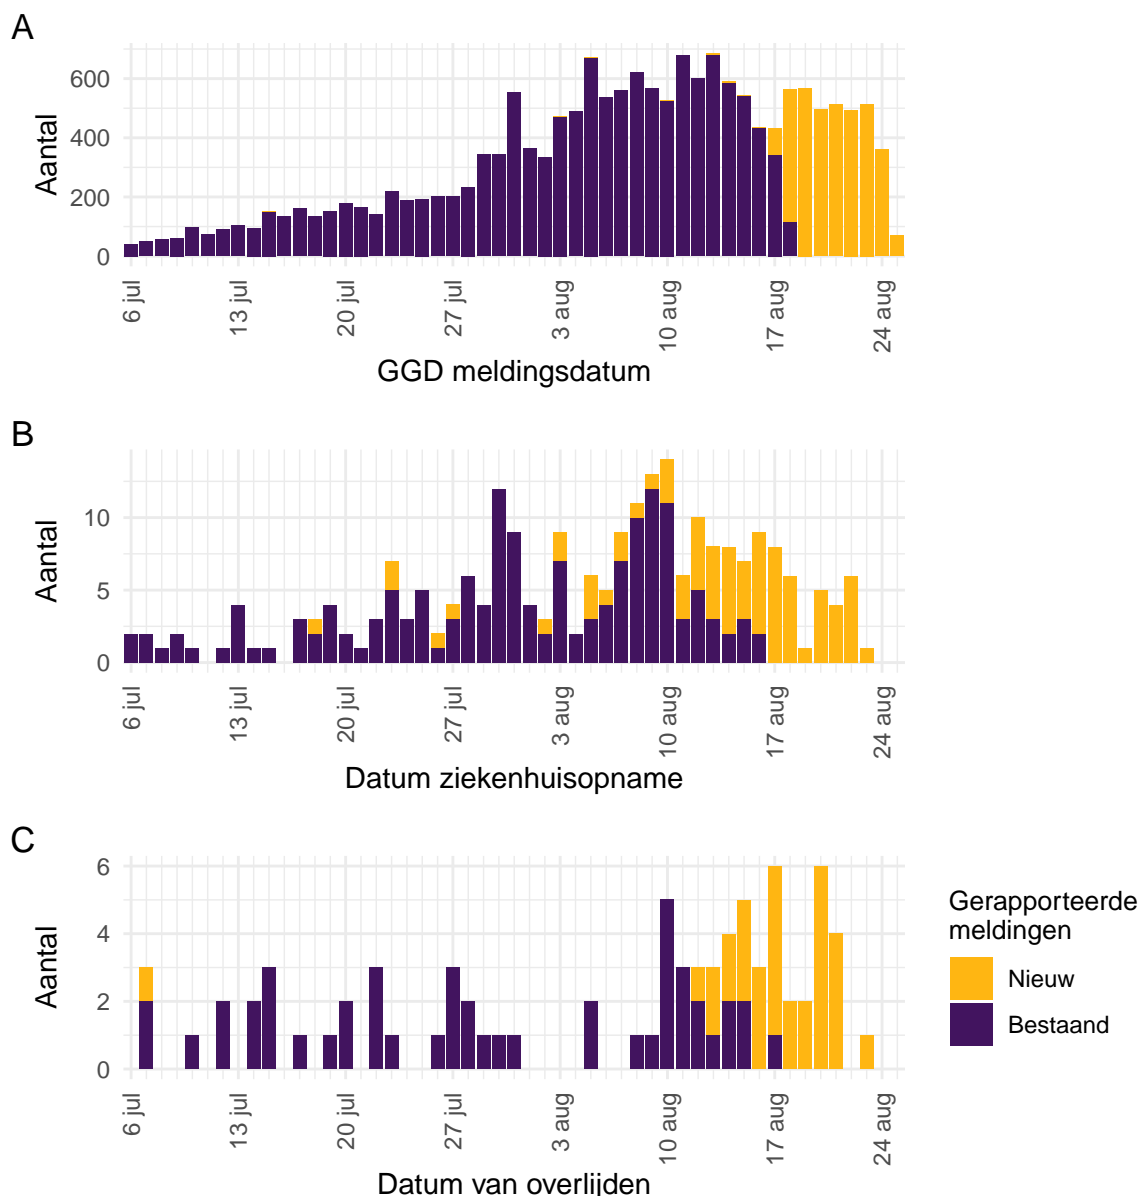 A
Aantal
600
400
200
0
6 jul
13 jul
20 jul
27 jul
3 aug
10 aug
17 aug
24 aug
GGD meldingsdatum
B
Aantal
10
5
0
6 jul
13 jul
20 jul
27 jul
3 aug
10 aug
17 aug
24 aug
Datum ziekenhuisopname
C
Aantal
6
4
2
0
6 jul
13 jul
20 jul
27 jul
3 aug
10 aug
17 aug
24 aug
Datum van overlijden
Gerapporteerde
meldingen
Nieuw
Bestaand